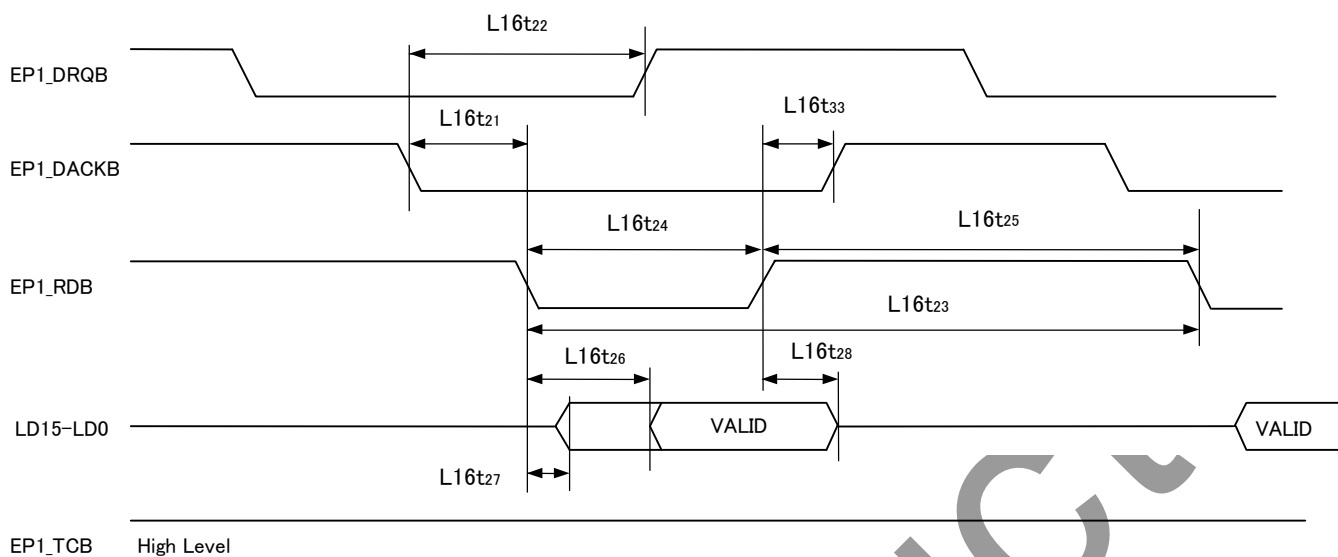 L16t22
EP1_DRQB
L16t21
L16t33
EP1_DACKB
L16t24
L16t25
EP1_RDB
L16t23
L16t26
L16t28
LD15-LD0
VALID
VALID
L16t27
EP1_TCB
High Level